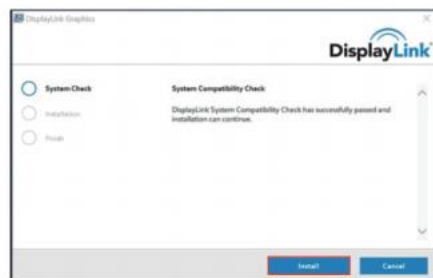 DisplayLink Graphics
DisplayLink
System Check
System Compatibility Check
DisplayLink System Compatibility Check has successfully passed and
installation can continue.
Installation
Finish
Install
Cancel